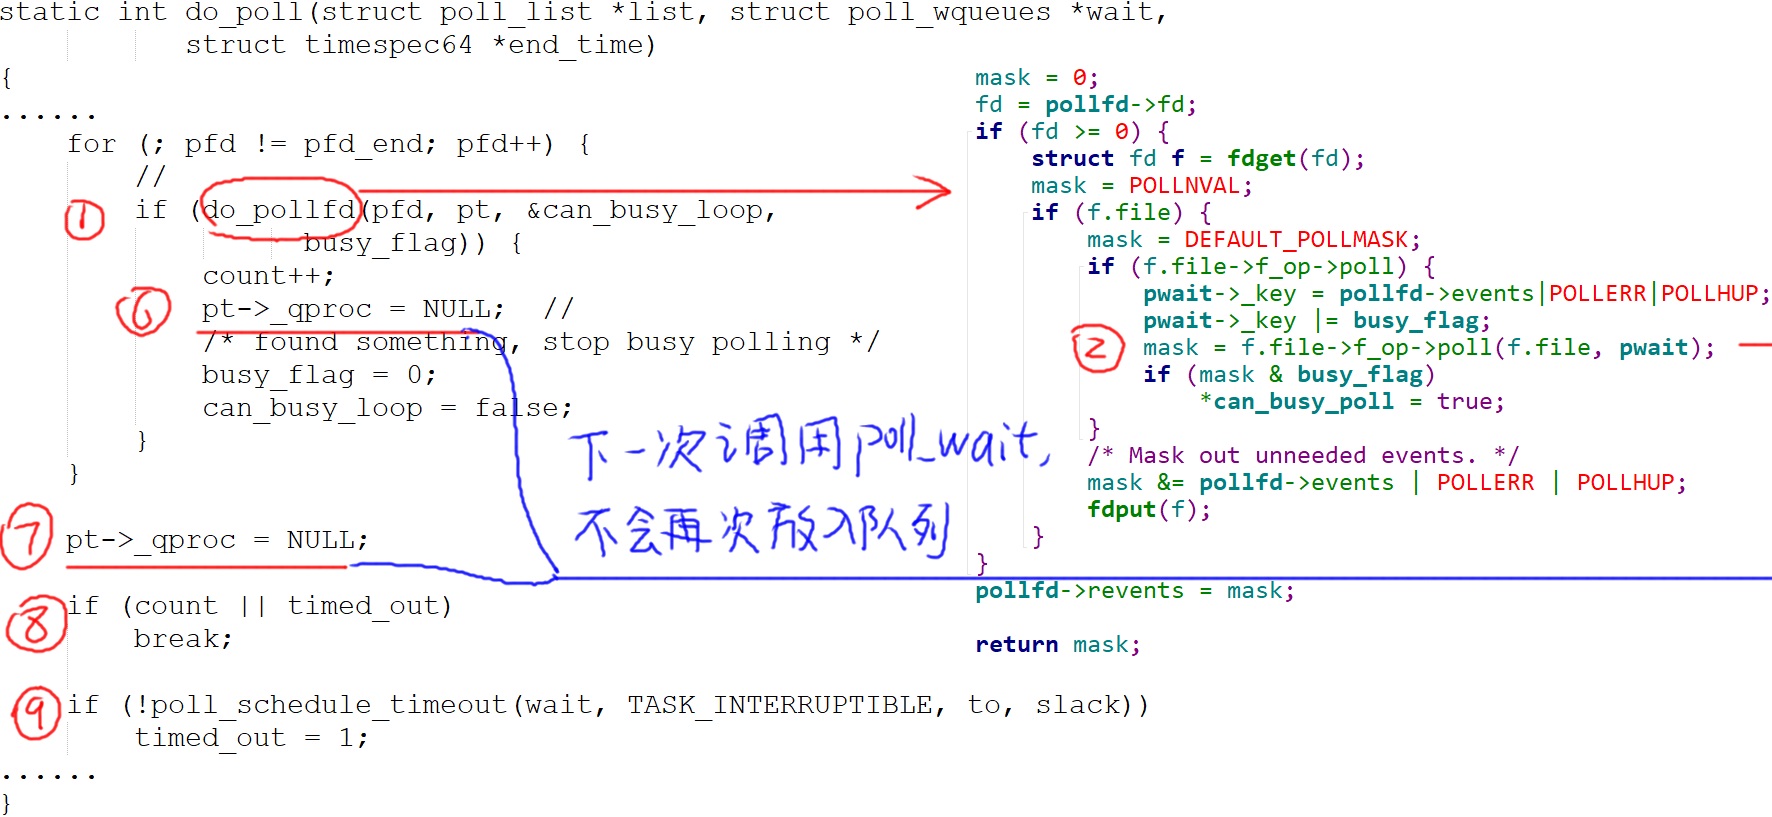 static int do_poll(struct poll_list *list, struct poll_wqueues *wait,
struct timespec64 *end_time)
{
......
for (; pfd != pfd_end; pfd++) {
//
① if (do_pollfd(pfd, pt, &can_busy_loop,
busy_flag)) {
count++;
⑥ pt->_qproc = NULL; //
/* found something, stop busy polling */
busy_flag = 0;
can_busy_loop = false;
}
}
⑦ pt->_qproc = NULL;
⑧ if (count || timed_out)
break;
⑨ if (!poll_schedule_timeout(wait, TASK_INTERRUPTIBLE, to, slack))
timed_out = 1;
......
}
下一次调用poll_wait,
不会再次放入队列
mask = 0;
fd = pollfd->fd;
if (fd >= 0) {
struct fd f = fdget(fd);
mask = POLLNVAL;
if (f.file) {
mask = DEFAULT_POLLMASK;
if (f.file->f_op->poll) {
pwait->_key = pollfd->events|POLLERR|POLLHUP;
pwait->_key |= busy_flag;
② mask = f.file->f_op->poll(f.file, pwait);
if (mask & busy_flag)
*can_busy_poll = true;
}
/* Mask out unneeded events. */
mask &= pollfd->events | POLLERR | POLLHUP;
fdput(f);
}
}
pollfd->revents = mask;
return mask;